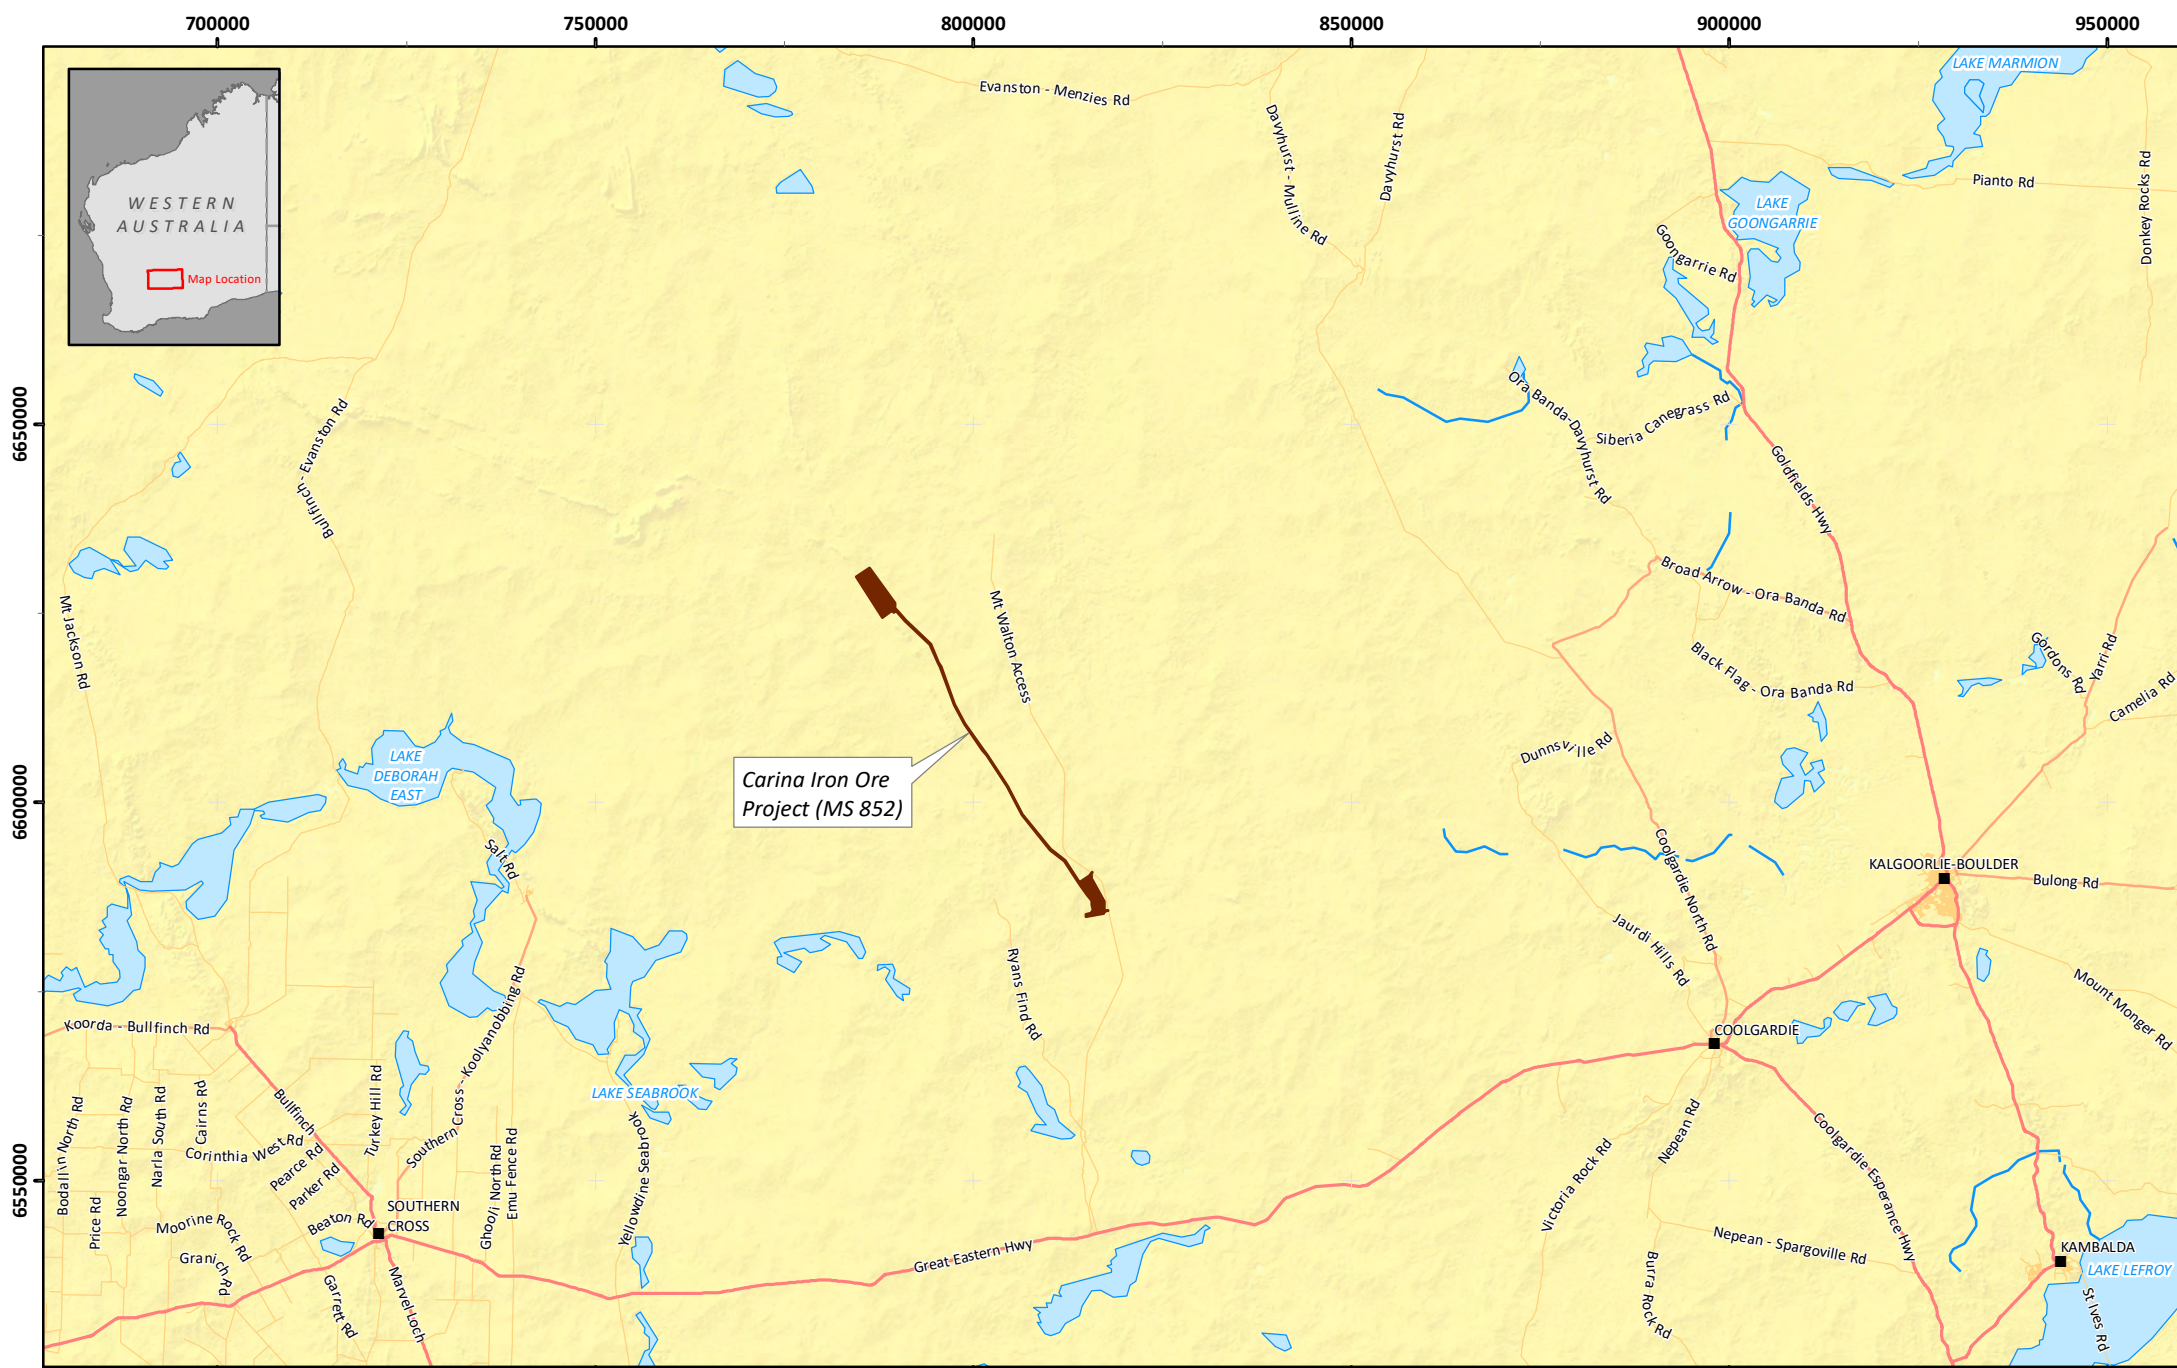 700000
750000
800000
850000
900000
950000
6650000
6600000
6550000
WESTERN
AUSTRALIA
Map Location
Evanston - Menzies Rd
Davyhurst - Mulline Rd
Davyhurst Rd
LAKE MARMION
Pianto Rd
Donkey Rocks Rd
LAKE
GOONGARRIE
Goongarrie Rd
Bullfinch - Evanston Rd
Ora Banda-Davyhurst Rd
Siberia Canegrass Rd
Goldfields Hwy
Mt Jackson Rd
Mt Walton Access
Broad Arrow - Ora Banda Rd
Black Flag - Ora Banda Rd
Gordons Rd
Yarri Rd
Camelia Rd
Dunnsville Rd
LAKE
DEBORAH
EAST
Carina Iron Ore
Project (MS 852)
Salt Rd
Coolgardie North Rd
KALGOORLIE-BOULDER
Bulong Rd
Jaurdi Hills Rd
Ryans Find Rd
Mount Monger Rd
Koorda - Bullfinch Rd
Southern Cross - Koolyanobbing Rd
COOLGARDIE
LAKE SEABROOK
Bullfinch
Turkey Hill Rd
Cairns Rd
Narla South Rd
Noongar North Rd
Bodallin North Rd
Corinthia West Rd
Pearce Rd
Parker Rd
Ghooli North Rd
Emu Fence Rd
Yellowdine Seabrook
Nepean Rd
Victoria Rock Rd
Coolgardie Esperance Hwy
Price Rd
Moorine Rock Rd
Beaton Rd
SOUTHERN
CROSS
Granich Rd
Garrett Rd
Marvel Loch
Great Eastern Hwy
Nepean - Spargoville Rd
Burra Rock Rd
KAMBALDA
LAKE LEFROY
St Ives Rd